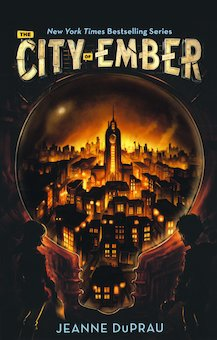 New York Times Bestselling Series
THE CITY OF EMBER
JEANNE DUPRAU